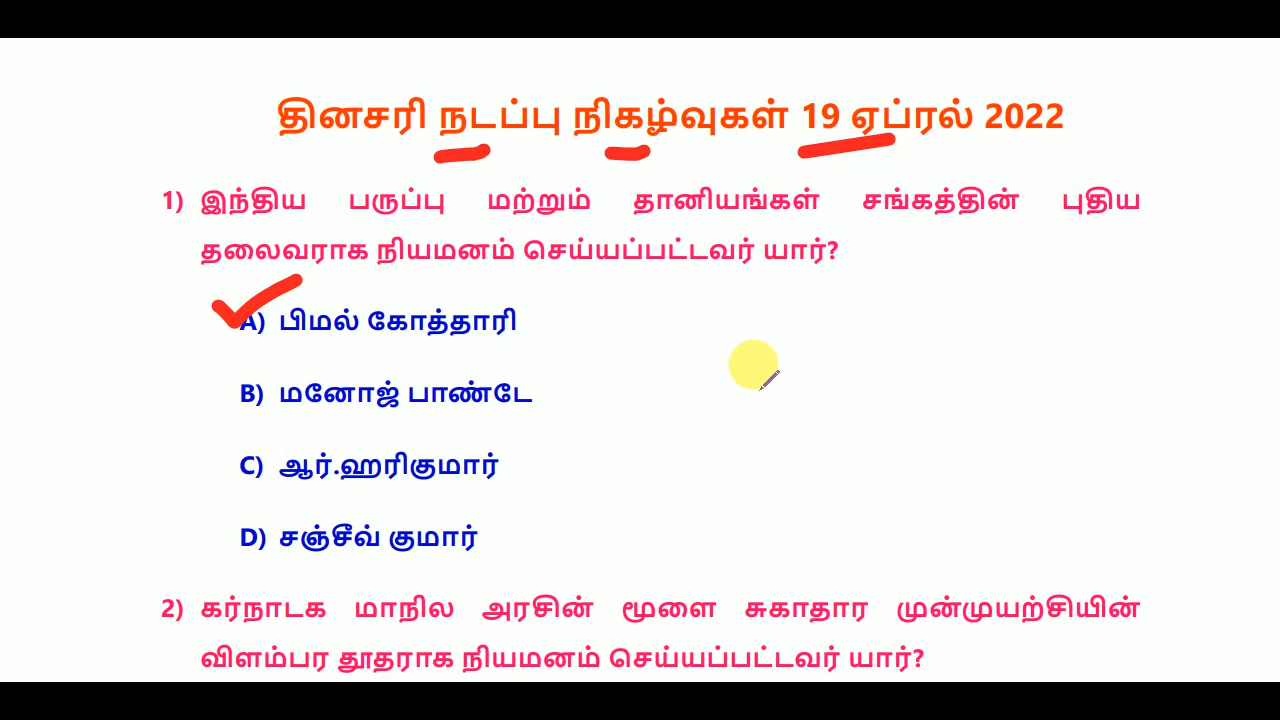 தினசரி நடப்பு நிகழ்வுகள் 19 ஏப்ரல் 2022
1) இந்திய பருப்பு மற்றும் தானியங்கள் சங்கத்தின் புதிய
தலைவராக நியமனம் செய்யப்பட்டவர் யார்?
A) பிமல் கோத்தாரி
B) மனோஜ் பாண்டே
C) ஆர்.ஹரிகுமார்
D) சஞ்சீவ் குமார்
2) கர்நாடக மாநில அரசின் மூளை சுகாதார முன்முயற்சியின்
விளம்பர தூதராக நியமனம் செய்யப்பட்டவர் யார்?